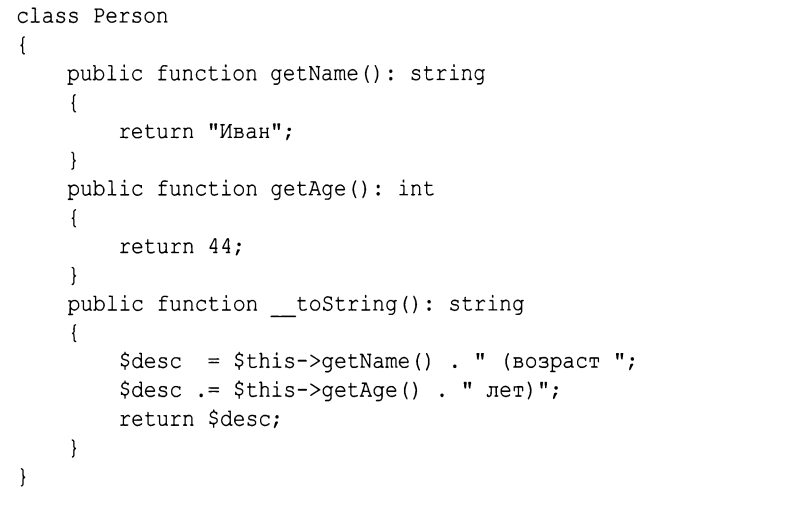 class Person
{
    public function getName(): string
    {
        return "Иван";
    }
    public function getAge(): int
    {
        return 44;
    }
    public function __toString(): string
    {
        $desc  = $this->getName() . " (возраст ";
        $desc .= $this->getAge() . " лет)";
        return $desc;
    }
}